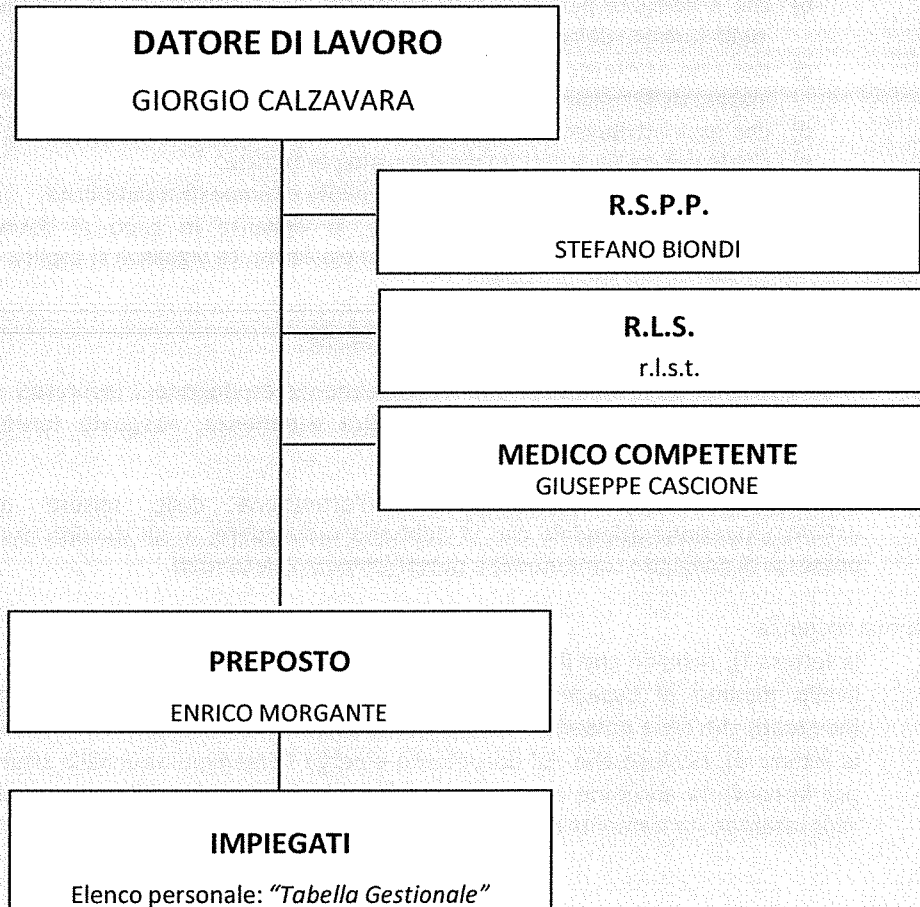 DATORE DI LAVORO
GIORGIO CALZAVARA
R.S.P.P.
STEFANO BIONDI
R.L.S.
r.l.s.t.
MEDICO COMPETENTE
GIUSEPPE CASCIONE
PREPOSTO
ENRICO MORGANTE
IMPIEGATI
Elenco personale: "Tabella Gestionale"